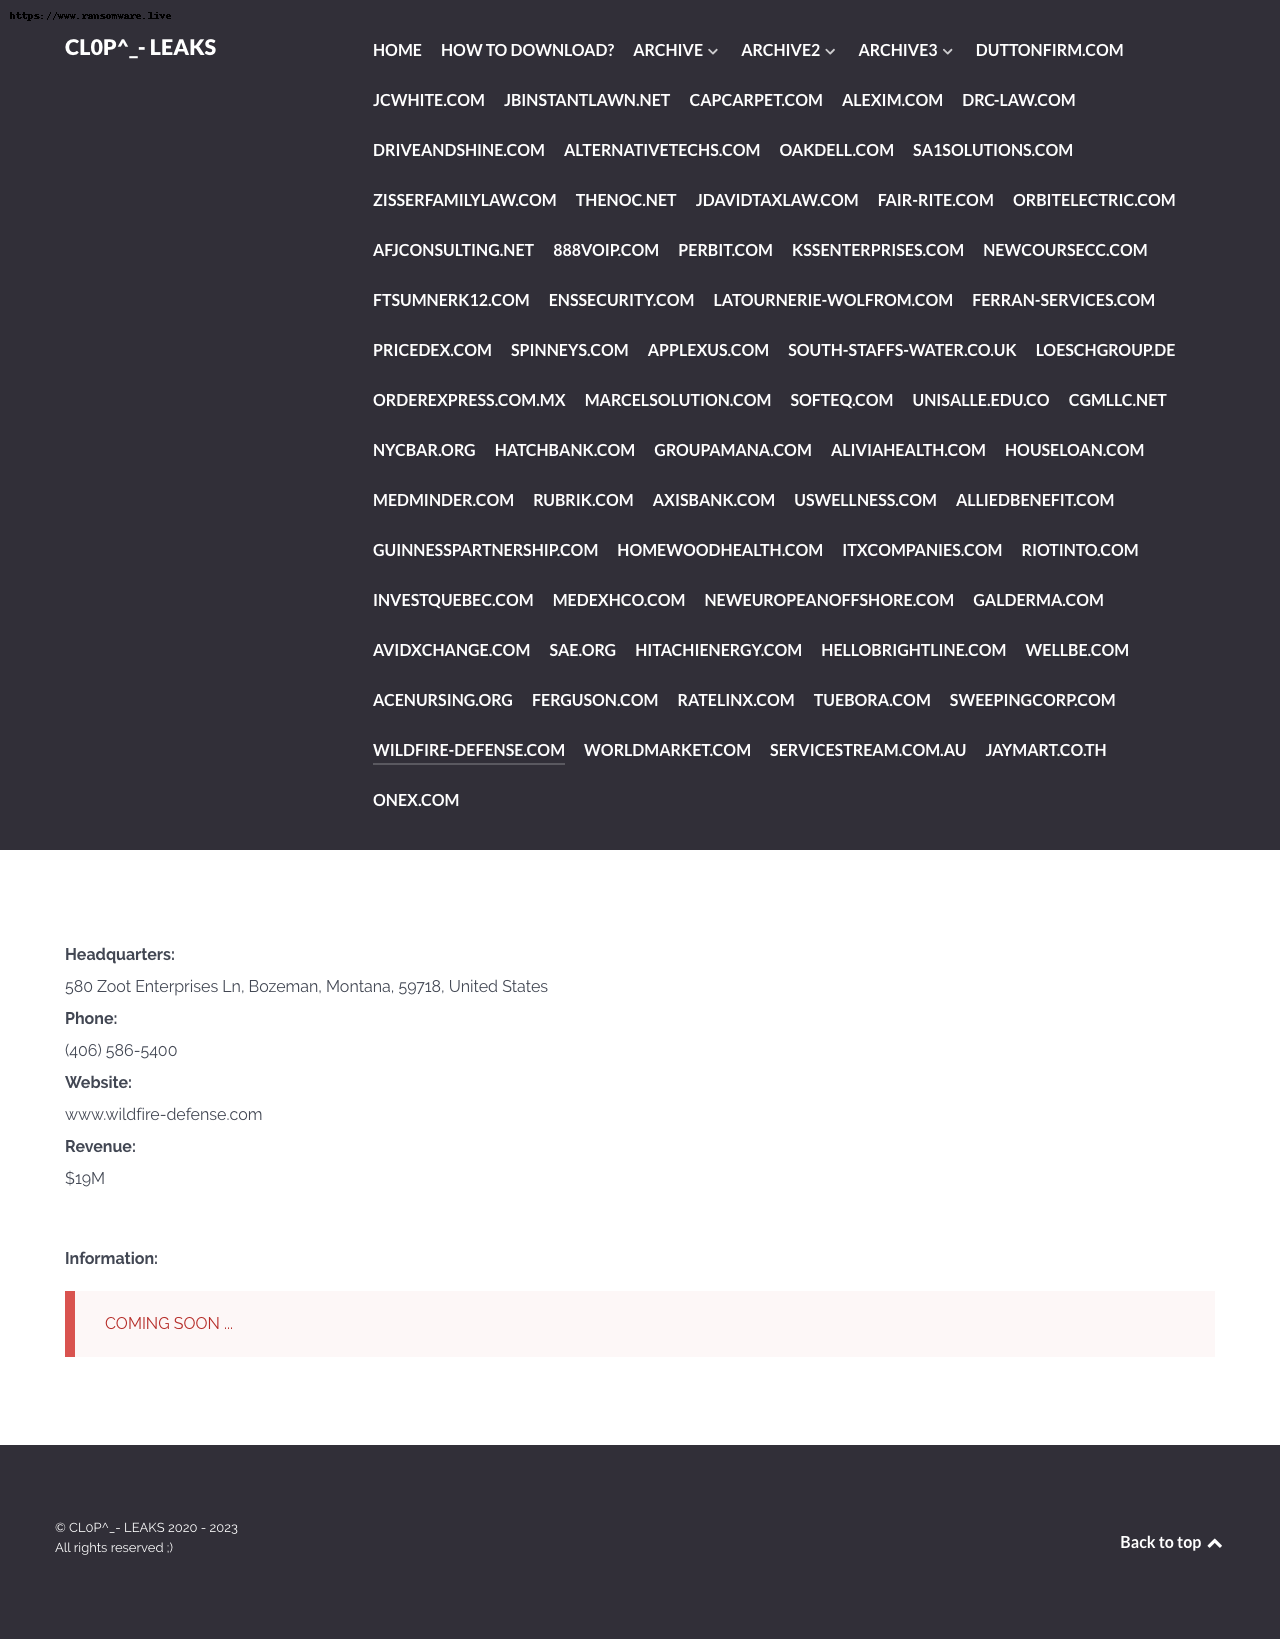 https://www.ransomware.live
CL0P^_- LEAKS
HOME HOW TO DOWNLOAD? ARCHIVE ARCHIVE2 ARCHIVE3 DUTTONFIRM.COM
JCWHITE.COM JBINSTANTLAWN.NET CAPCARPET.COM ALEXIM.COM DRC-LAW.COM
DRIVEANDSHINE.COM ALTERNATIVETECHS.COM OAKDELL.COM SA1SOLUTIONS.COM
ZISSERFAMILYLAW.COM THENOC.NET JDAVIDTAXLAW.COM FAIR-RITE.COM ORBITELECTRIC.COM
AFJCONSULTING.NET 888VOIP.COM PERBIT.COM KSSENTERPRISES.COM NEWCOURSECC.COM
FTSUMNERK12.COM ENSSECURITY.COM LATOURNERIE-WOLFROM.COM FERRAN-SERVICES.COM
PRICEDEX.COM SPINNEYS.COM APPLEXUS.COM SOUTH-STAFFS-WATER.CO.UK LOESCHGROUP.DE
ORDEREXPRESS.COM.MX MARCELSOLUTION.COM SOFTEQ.COM UNISALLE.EDU.CO CGMLLC.NET
NYCBAR.ORG HATCHBANK.COM GROUPAMANA.COM ALIVIAHEALTH.COM HOUSELOAN.COM
MEDMINDER.COM RUBRIK.COM AXISBANK.COM USWELLNESS.COM ALLIEDBENEFIT.COM
GUINNESSPARTNERSHIP.COM HOMEWOODHEALTH.COM ITXCOMPANIES.COM RIOTINTO.COM
INVESTQUEBEC.COM MEDEXHCO.COM NEWEUROPEANOFFSHORE.COM GALDERMA.COM
AVIDXCHANGE.COM SAE.ORG HITACHIENERGY.COM HELLOBRIGHTLINE.COM WELLBE.COM
ACENURSING.ORG FERGUSON.COM RATELINX.COM TUEBORA.COM SWEEPINGCORP.COM
WILDFIRE-DEFENSE.COM WORLDMARKET.COM SERVICESTREAM.COM.AU JAYMART.CO.TH
ONEX.COM
Headquarters:
580 Zoot Enterprises Ln, Bozeman, Montana, 59718, United States
Phone:
(406) 586-5400
Website:
www.wildfire-defense.com
Revenue:
$19M
Information:
COMING SOON ...
© CL0P^_- LEAKS 2020 - 2023
All rights reserved ;)
Back to top